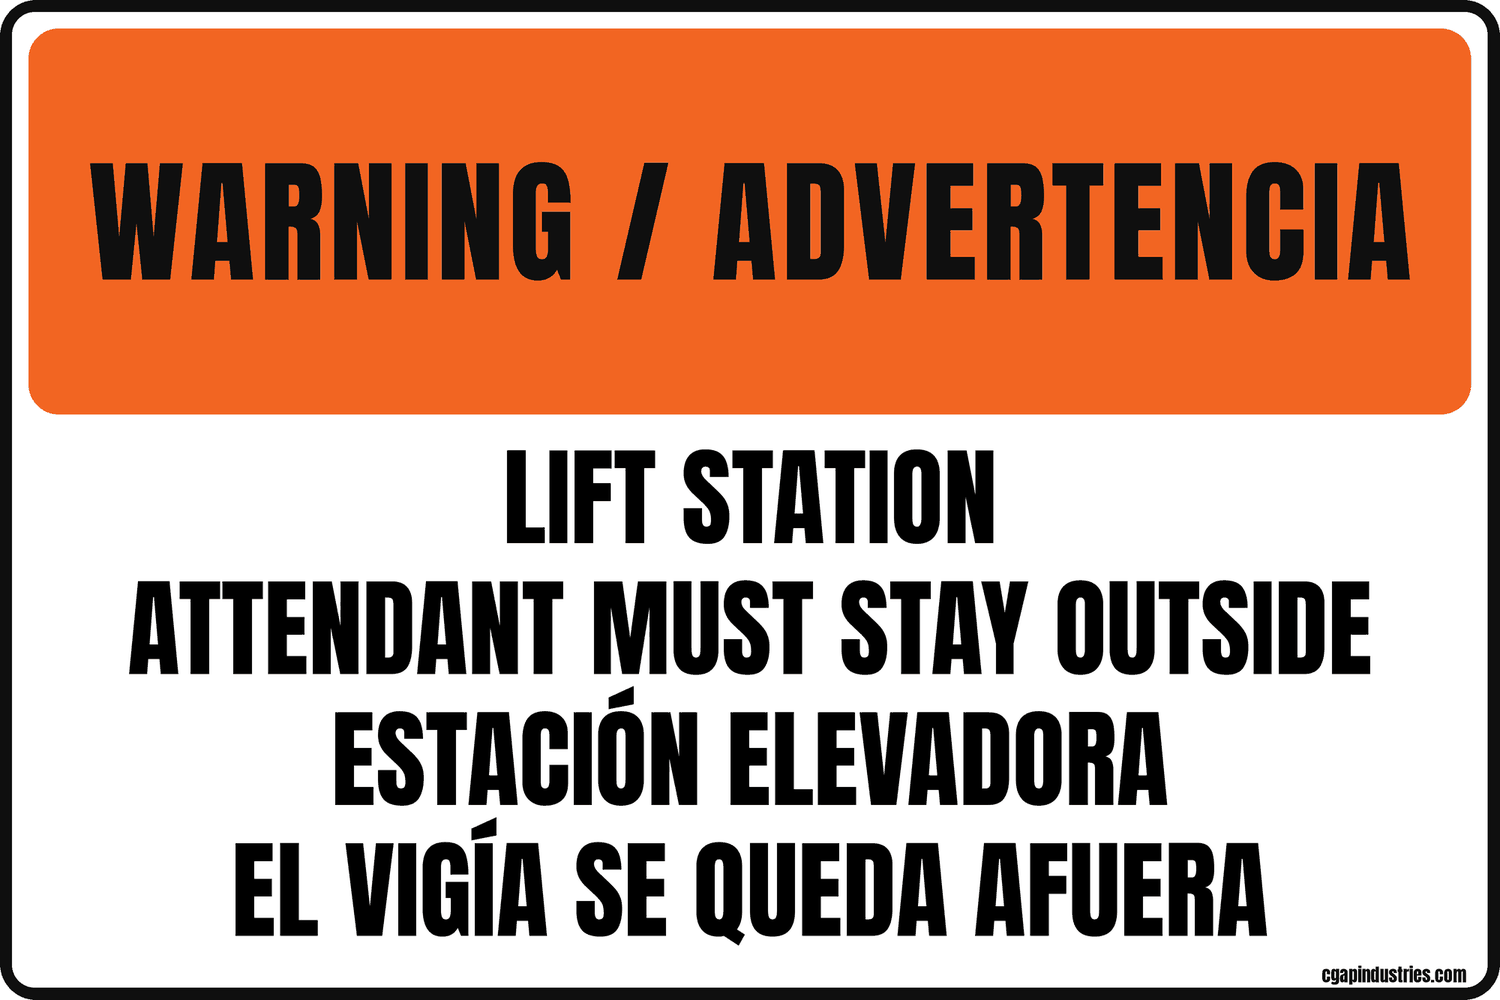 WARNING / ADVERTENCIA
LIFT STATION
ATTENDANT MUST STAY OUTSIDE
ESTACIÓN ELEVADORA
EL VIGÍA SE QUEDA AFUERA
cgapindustries.com